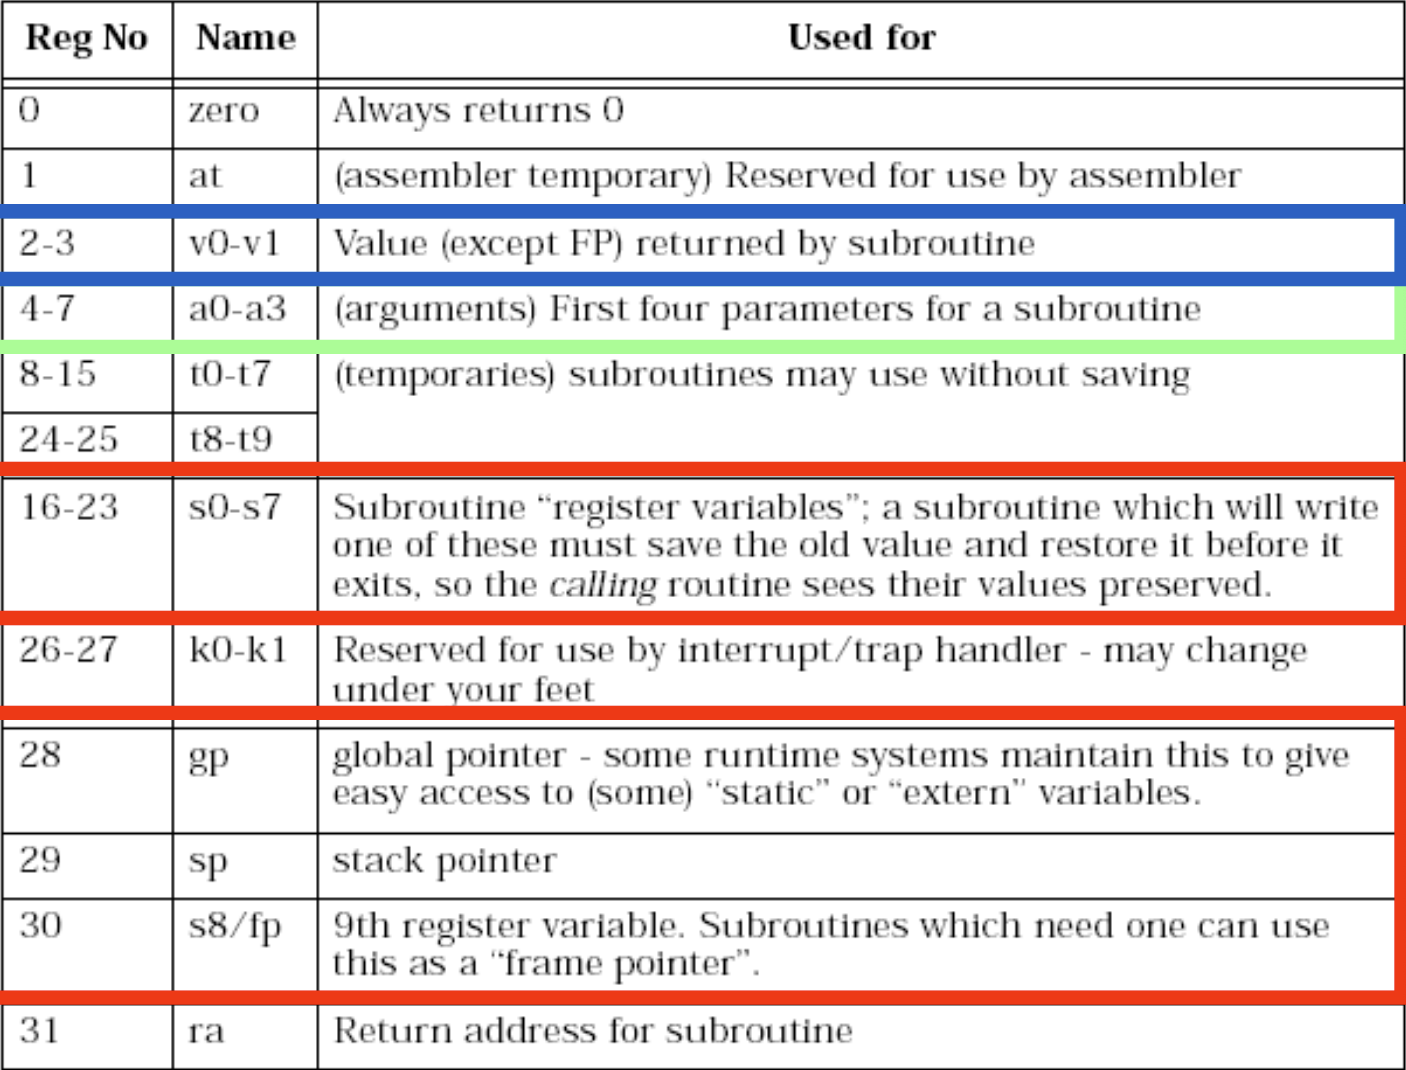 Reg No Name Used for
0 zero Always returns 0
1 at (assembler temporary) Reserved for use by assembler
2-3 v0-v1 Value (except FP) returned by subroutine
4-7 a0-a3 (arguments) First four parameters for a subroutine
8-15 t0-t7 (temporaries) subroutines may use without saving
24-25 t8-t9
16-23 s0-s7 Subroutine “register variables”; a subroutine which will write
one of these must save the old value and restore it before it
exits, so the calling routine sees their values preserved.
26-27 k0-k1 Reserved for use by interrupt/trap handler - may change
under your feet
28 gp global pointer - some runtime systems maintain this to give
easy access to (some) “static” or “extern” variables.
29 sp stack pointer
30 s8/fp 9th register variable. Subroutines which need one can use
this as a “frame pointer”.
31 ra Return address for subroutine